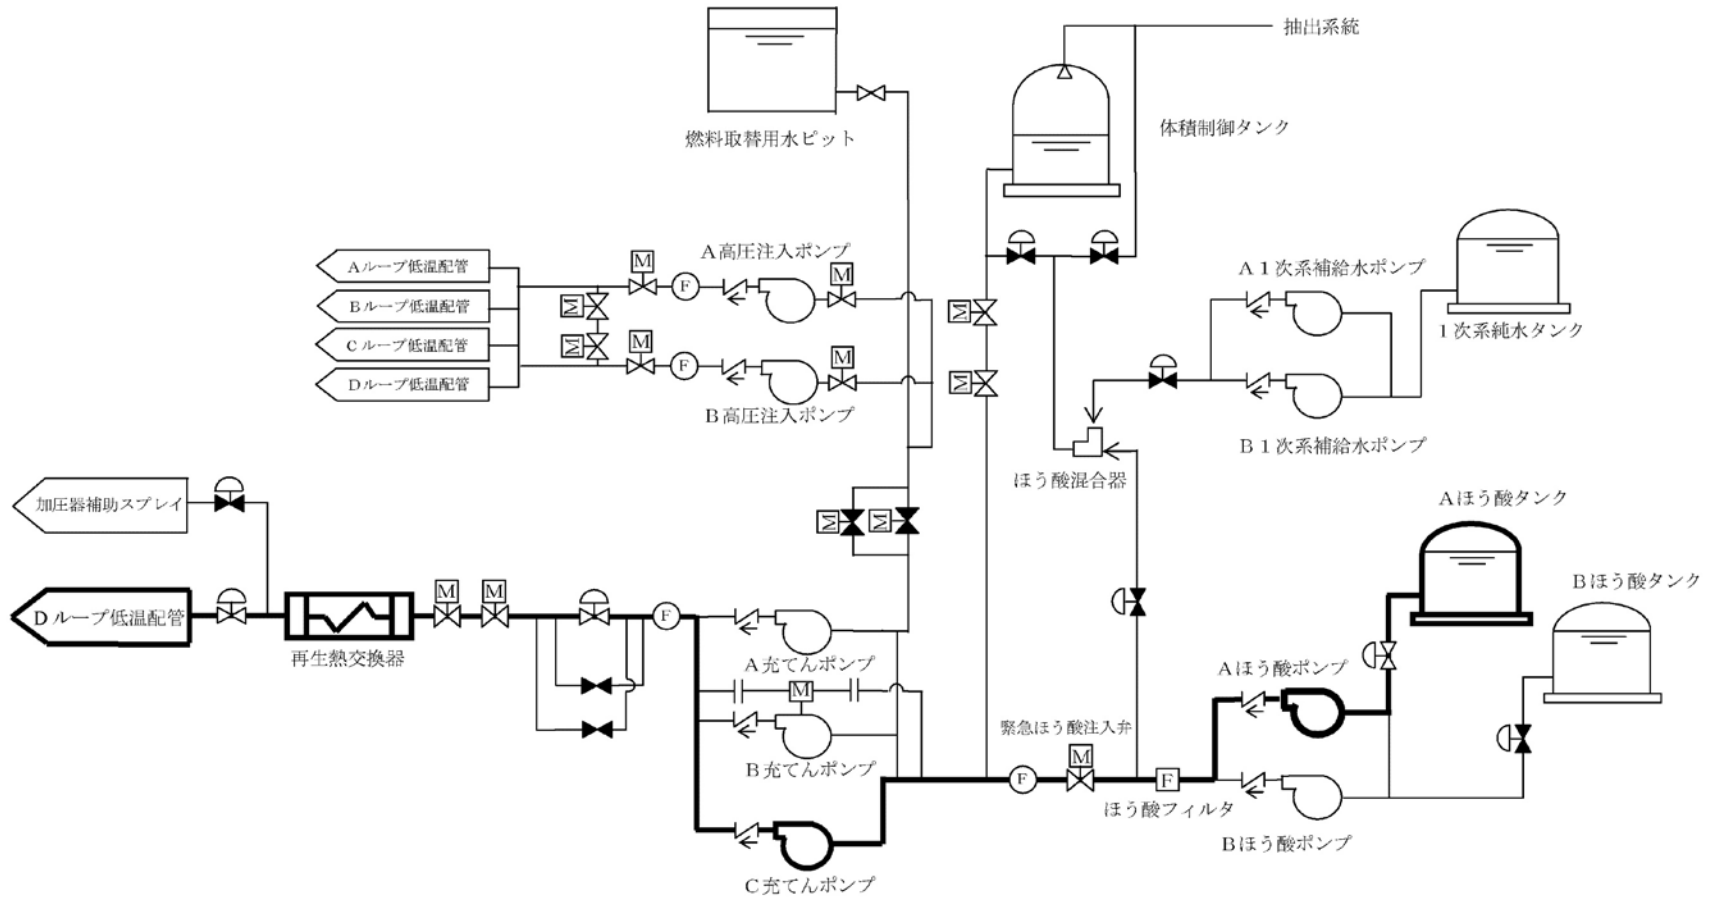 抽出系統
体積制御タンク
燃料取替用水ピット
A高圧注入ポンプ
M
M
Aループ低温配管
F
Bループ低温配管
M
M
Cループ低温配管
M
M
M
F
Dループ低温配管
B高圧注入ポンプ
M
M
A1次系補給水ポンプ
1次系純水タンク
B1次系補給水ポンプ
ほう酸混合器
加圧器補助スプレイ
M
M
Aほう酸タンク
Bほう酸タンク
Dループ低温配管
M
M
F
再生熱交換器
A充てんポンプ
M
B充てんポンプ
Aほう酸ポンプ
緊急ほう酸注入弁
M
F
F
ほう酸フィルタ
Bほう酸ポンプ
C充てんポンプ